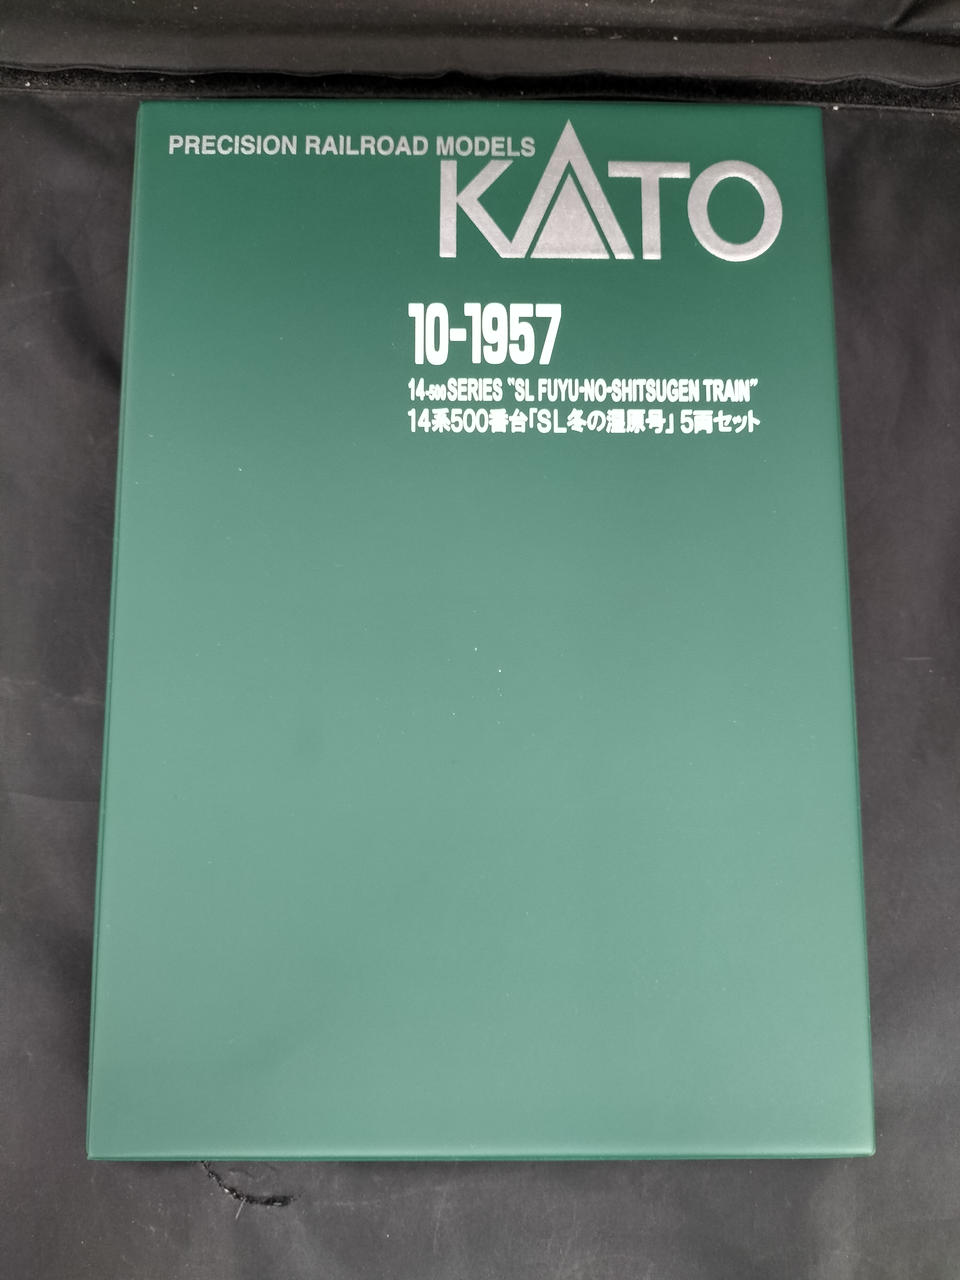 PRECISION RAILROAD MODELS
KATO
10-1957
14-500 SERIES "SL FUYU-NO-SHITSUGEN TRAIN"
14系500番台「SL冬の湿原号」5両セット